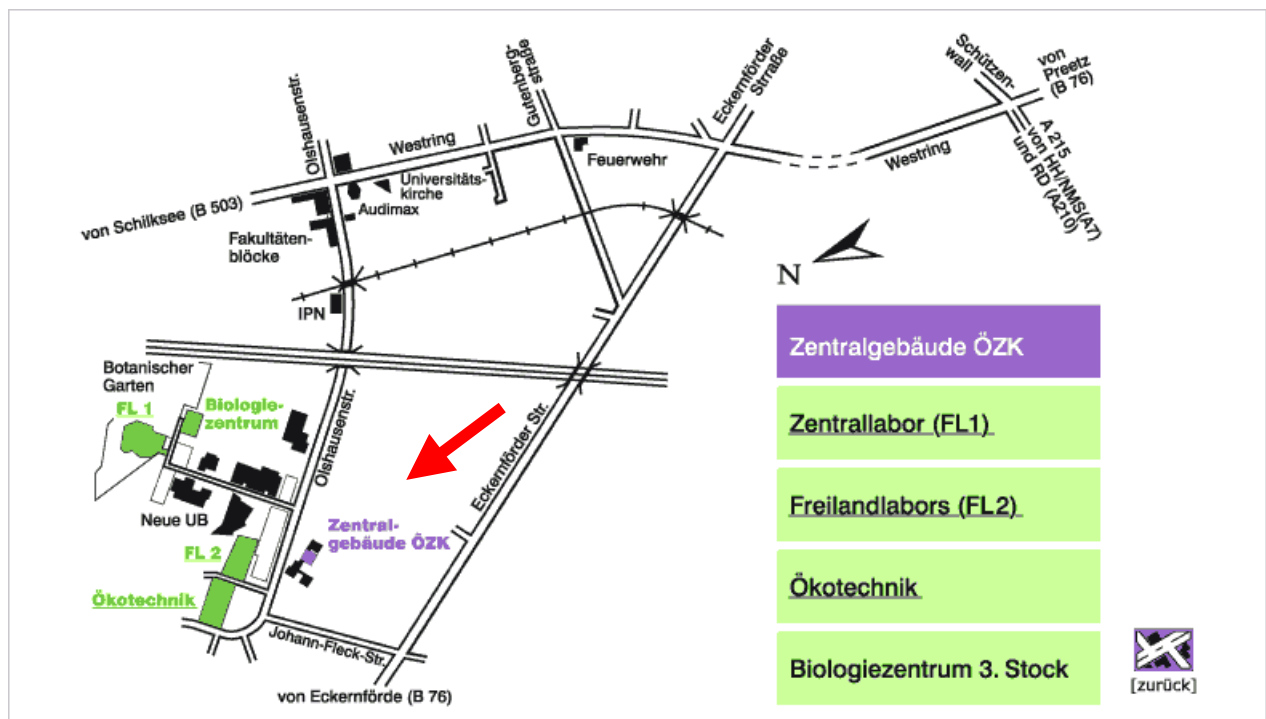 Olshausenstr.
Gutenberg-
straße
Eckernförder
Strraße
Schützen-
wall
von
Preetz
(B 76)
A 215
von HH/NMS(A7)
und RD (A210)
Westring
Westring
Feuerwehr
Universitäts-
kirche
Audimax
von Schilksee (B 503)
Fakultäten-
blöcke
IPN
N
Botanischer
Garten
FL 1
Biologie-
zentrum
Olshausenstr.
Eckernförder Str.
Neue UB
Zentral-
gebäude ÖZK
FL 2
Ökotechnik
Johann-Fleck-Str.
von Eckernförde (B 76)
Zentralgebäude ÖZK
Zentrallabor (FL1)
Freilandlabors (FL2)
Ökotechnik
Biologiezentrum 3. Stock
[zurück]